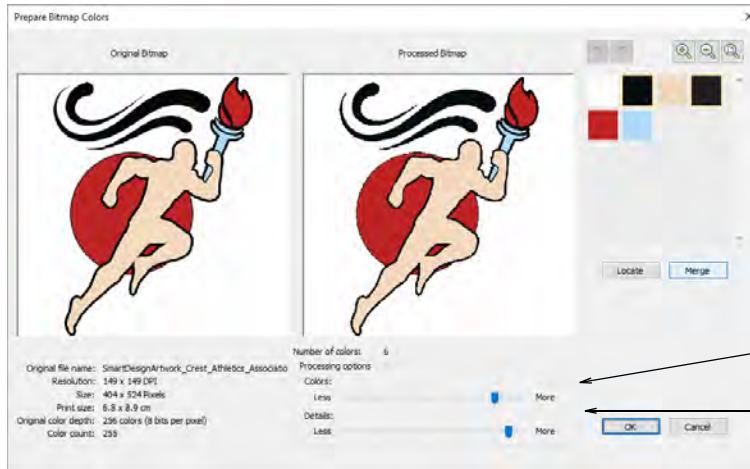 Prepare Bitmap Colors
Original Bitmap
Processed Bitmap
Locate
Merge
Number of colors: 6
Original file name: SmartDesignArtwork_Crest_Athletics_Associatio
Processing options
Resolution: 149 x 149 DPI
Colors:
Size: 404 x 524 Pixels
Less
More
Print size: 6.8 x 8.9 cm
Details:
Original color depth: 256 colors (8 bits per pixel)
Less
More
Color count: 255
OK
Cancel